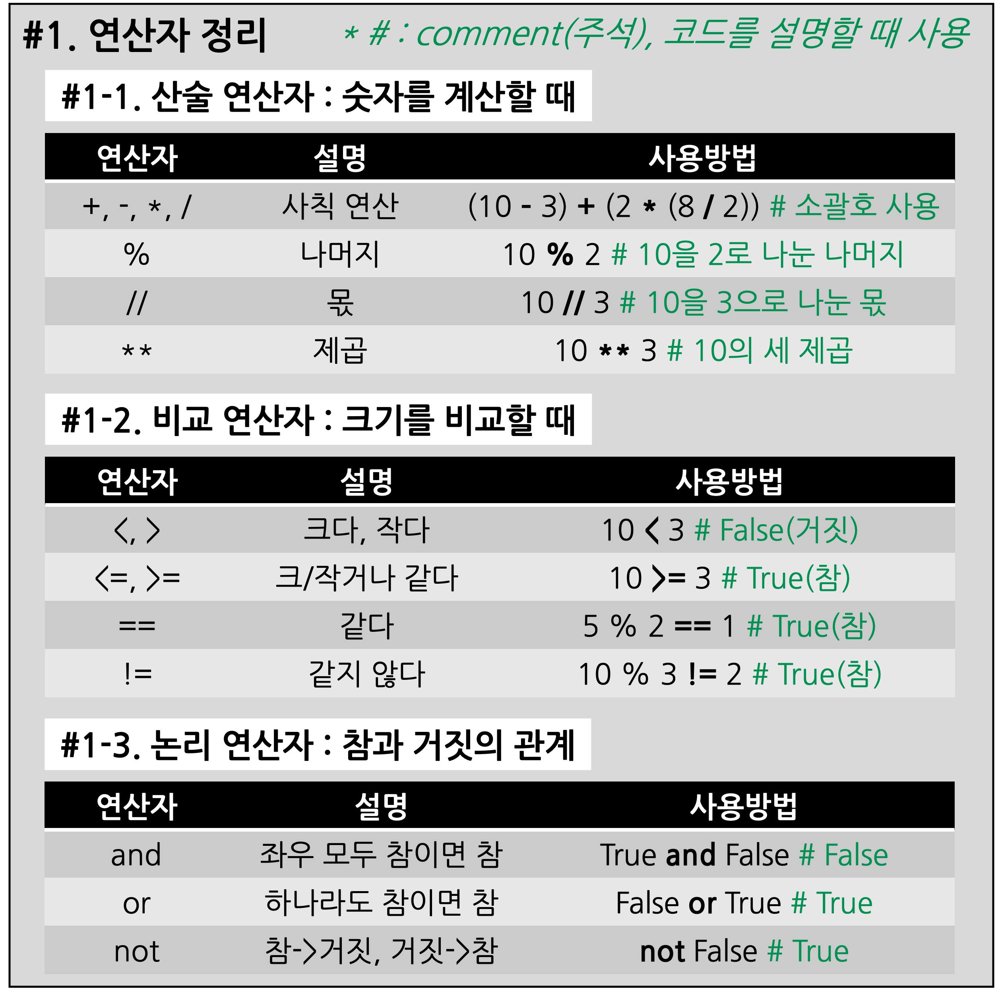 #1. 연산자 정리 * # : comment(주석), 코드를 설명할 때 사용
#1-1. 산술 연산자 : 숫자를 계산할 때
연산자 설명 사용방법
+, -, *, / 사칙 연산 (10 - 3) + (2 * (8 / 2)) # 소괄호 사용
% 나머지 10 % 2 # 10을 2로 나눈 나머지
// 몫 10 // 3 # 10을 3으로 나눈 몫
** 제곱 10 ** 3 # 10의 세 제곱
#1-2. 비교 연산자 : 크기를 비교할 때
연산자 설명 사용방법
<, > 크다, 작다 10 < 3 # False(거짓)
<=, >= 크/작거나 같다 10 >= 3 # True(참)
== 같다 5 % 2 == 1 # True(참)
!= 같지 않다 10 % 3 != 2 # True(참)
#1-3. 논리 연산자 : 참과 거짓의 관계
연산자 설명 사용방법
and 좌우 모두 참이면 참 True and False # False
or 하나라도 참이면 참 False or True # True
not 참->거짓, 거짓->참 not False # True